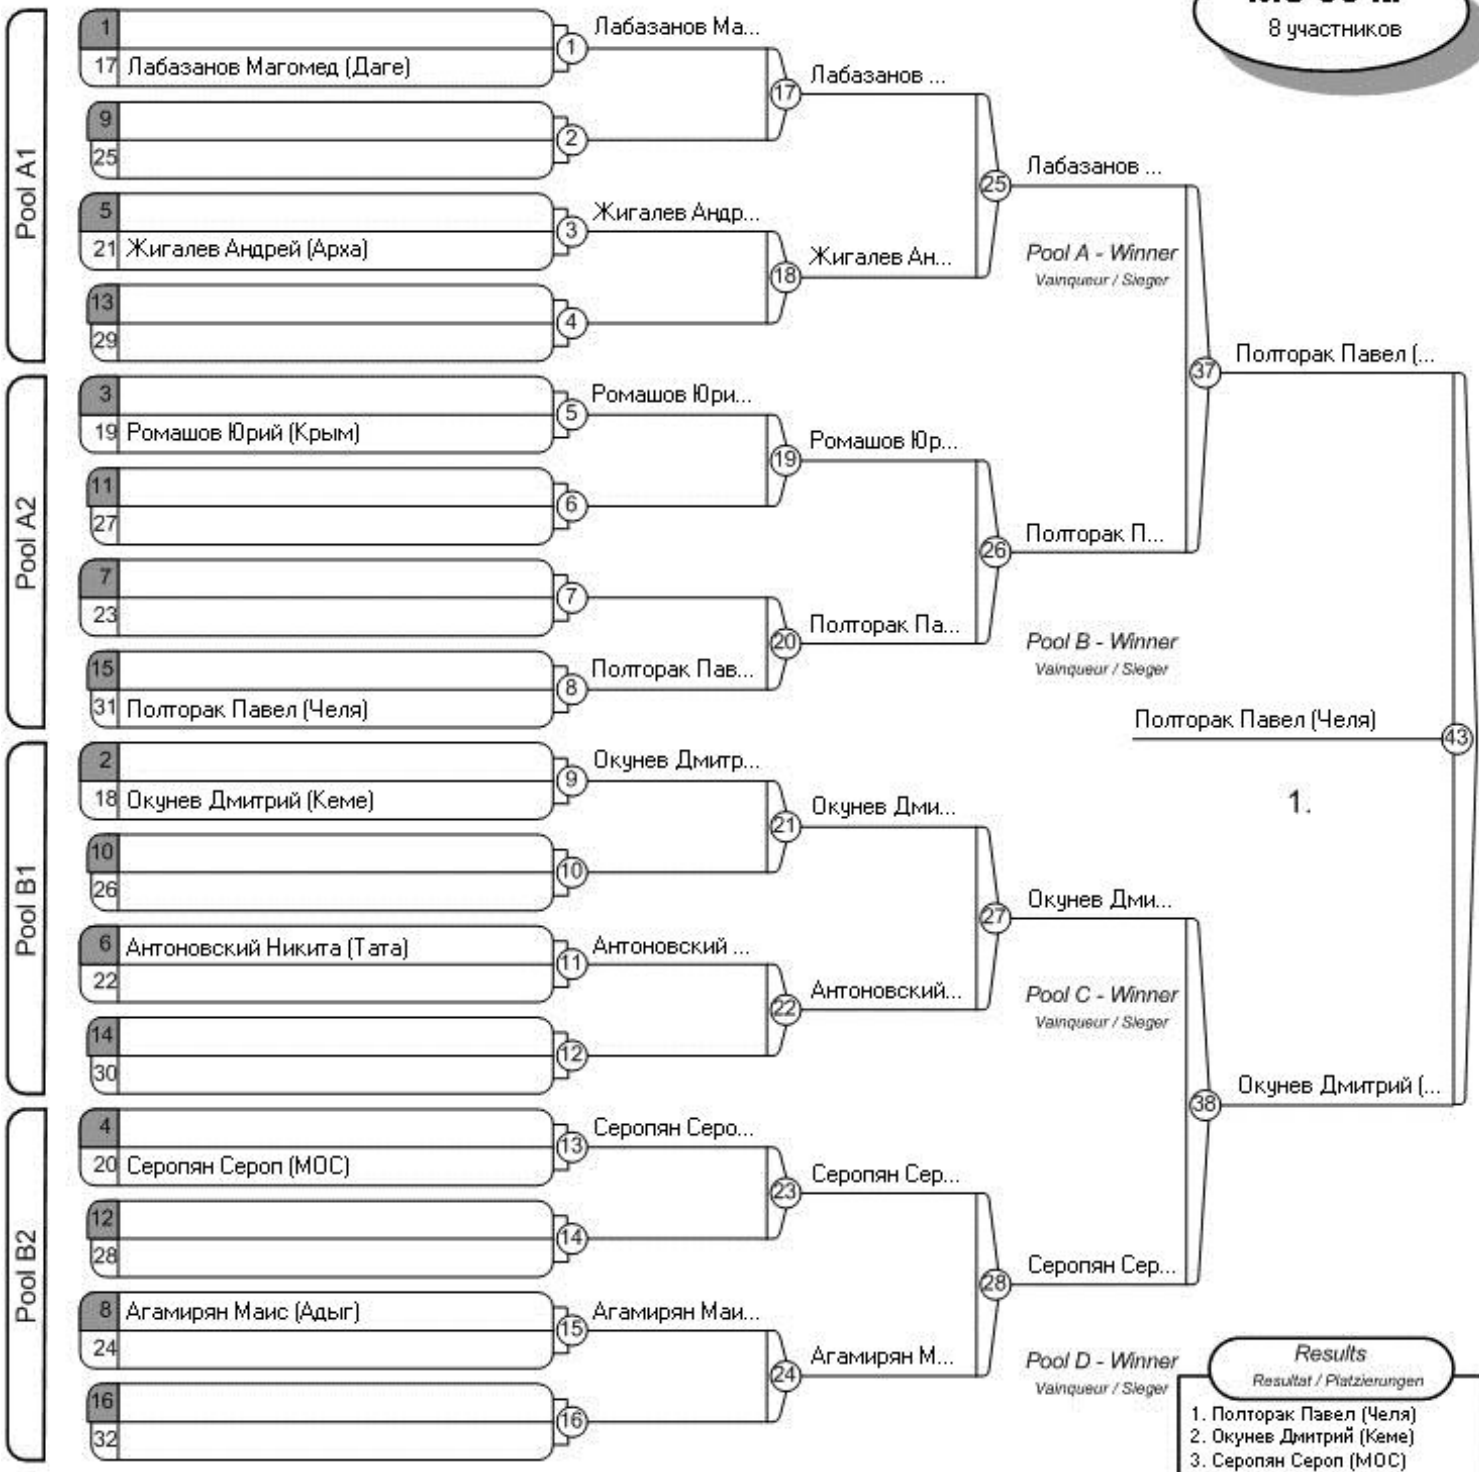 8 участников
Pool A1
1
17 Лабазанов Магомед (Даге)
9
25
5
21 Жигалев Андрей (Арха)
13
29
Pool A2
3
19 Ромашов Юрий (Крым)
11
27
7
23
15
31 Полторак Павел (Челя)
Pool B1
2
18 Окунев Дмитрий (Кеме)
10
26
6 Антоновский Никита (Тата)
22
14
30
Pool B2
4
20 Серопян Сероп (МОС)
12
28
8 Агамирян Маис (Адыг)
24
16
32
1 Лабазанов Ма...
2
3 Жигалев Андр...
4
5 Ромашов Юри...
6
7
8 Полторак Пав...
9 Окунев Дмитр...
10
11 Антоновский ...
12
13 Серопян Серо...
14
15 Агамирян Маи...
16
17 Лабазанов ...
18 Жигалев Ан...
19 Ромашов Юр...
20 Полторак Па...
21 Окунев Дми...
22 Антоновский...
23 Серопян Сер...
24 Агамирян М...
25 Лабазанов ...
Pool A - Winner
Vainqueur / Sieger
26 Полторак П...
Pool B - Winner
Vainqueur / Sieger
27 Окунев Дми...
Pool C - Winner
Vainqueur / Sieger
28 Серопян Сер...
Pool D - Winner
Vainqueur / Sieger
37 Полторак Павел (...
38 Окунев Дмитрий (...
Полторак Павел (Челя) 43
1.
Results
Resultat / Platzierungen
1. Полторак Павел (Челя)
2. Окунев Дмитрий (Кеме)
3. Серопян Сероп (МОС)